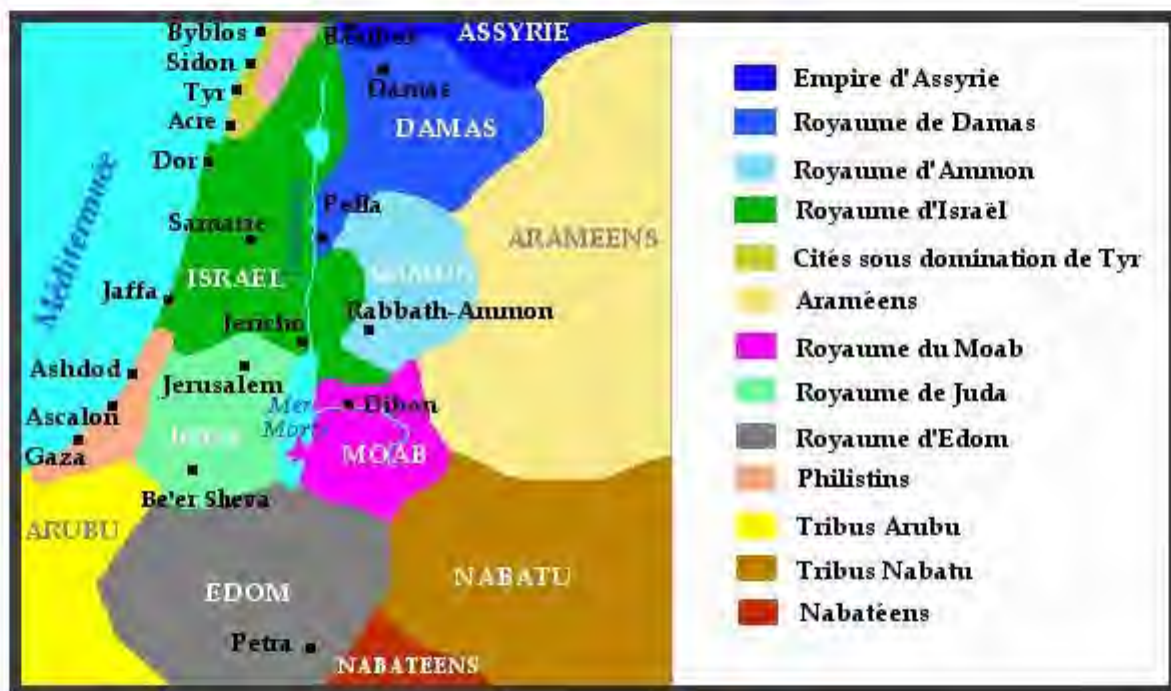 Byblos
ASSYRIE
Sidon
Damas
Tyr
Acre
DAMAS
Dor
Méditerranée
Pella
Samarie
ARAMEENS
ISRAËL
Jaffa
Rabbath-Ammon
Jericho
Ashdod
Jerusalem
Ascalon
Mer
Morte
Dibon
Gaza
MOAB
Be'er Sheva
ARUBU
EDOM
NABATU
Petra
NABATEENS
Empire d'Assyrie
Royaume de Damas
Royaume d'Ammon
Royaume d'Israël
Cités sous domination de Tyr
Araméens
Royaume du Moab
Royaume de Juda
Royaume d'Edom
Philistins
Tribus Arubu
Tribus Nabatu
Nabatéens